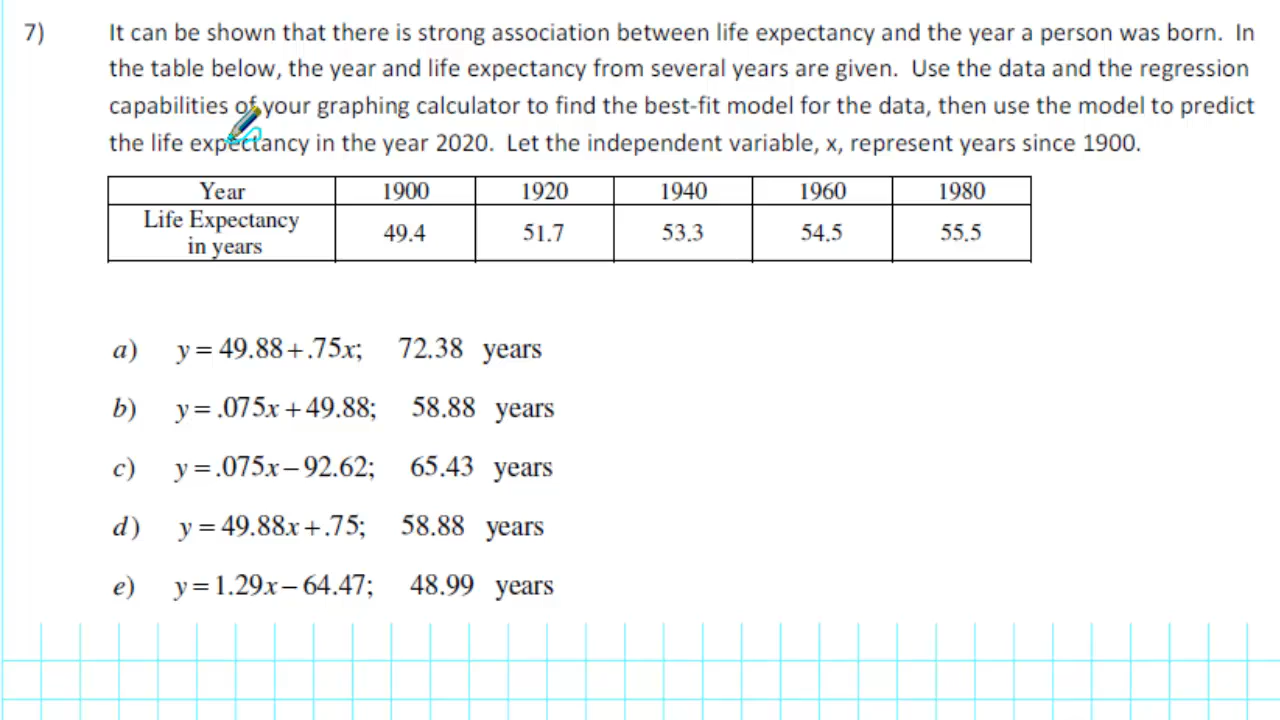 7) It can be shown that there is strong association between life expectancy and the year a person was born. In
the table below, the year and life expectancy from several years are given. Use the data and the regression
capabilities of your graphing calculator to find the best-fit model for the data, then use the model to predict
the life expectancy in the year 2020. Let the independent variable, x, represent years since 1900.
Year 1900 1920 1940 1960 1980
Life Expectancy
in years 49.4 51.7 53.3 54.5 55.5
a) y = 49.88 + .75x; 72.38 years
b) y = .075x + 49.88; 58.88 years
c) y = .075x – 92.62; 65.43 years
d) y = 49.88x + .75; 58.88 years
e) y = 1.29x – 64.47; 48.99 years